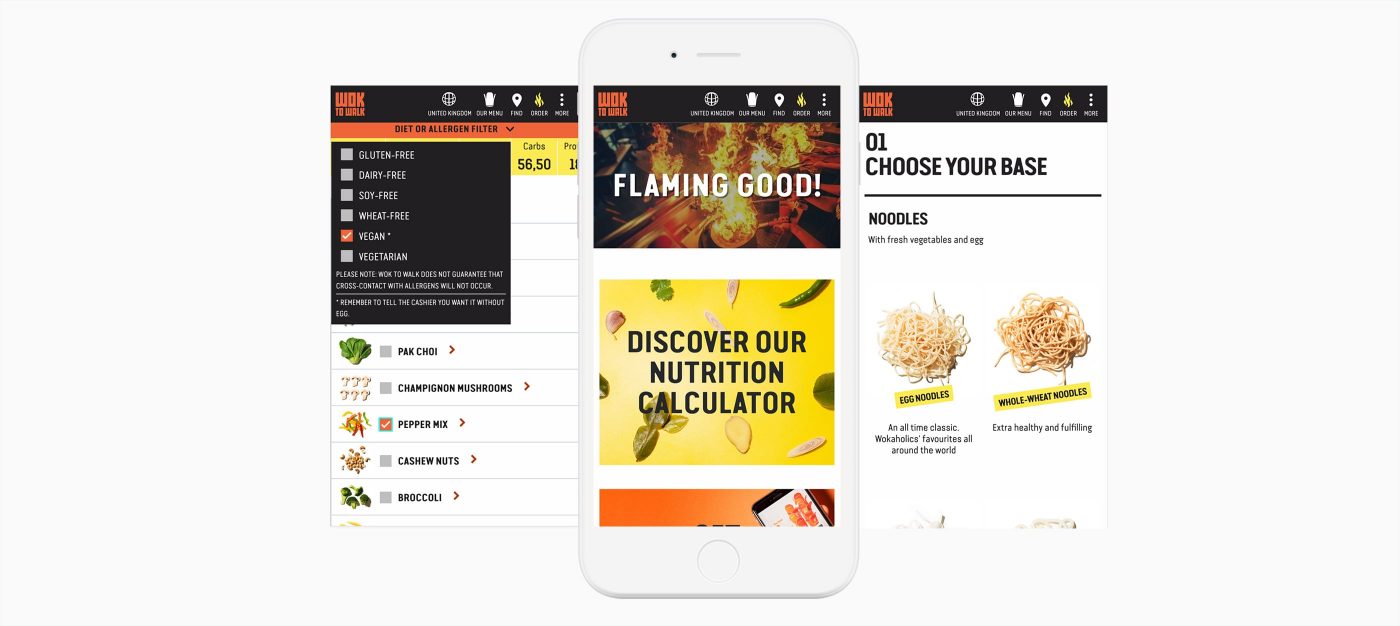 WOK
TO WALK
UNITED KINGDOM OUR MENU FIND ORDER MORE
DIET OR ALLERGEN FILTER
GLUTEN-FREE
DAIRY-FREE
SOY-FREE
WHEAT-FREE
VEGAN *
VEGETARIAN
PLEASE NOTE: WOK TO WALK DOES NOT GUARANTEE THAT
CROSS-CONTACT WITH ALLERGENS WILL NOT OCCUR.
* REMEMBER TO TELL THE CASHIER YOU WANT IT WITHOUT
EGG.
Carbs
56,50
PAK CHOI
CHAMPIGNON MUSHROOMS
PEPPER MIX
CASHEW NUTS
BROCCOLI
WOK
TO WALK
UNITED KINGDOM OUR MENU FIND ORDER MORE
FLAMING GOOD!
DISCOVER OUR
NUTRITION
CALCULATOR
WOK
TO WALK
UNITED KINGDOM OUR MENU FIND ORDER MORE
01
CHOOSE YOUR BASE
NOODLES
With fresh vegetables and egg
EGG NOODLES
An all time classic.
Wokaholics' favourites all
around the world
WHOLE-WHEAT NOODLES
Extra healthy and fulfilling